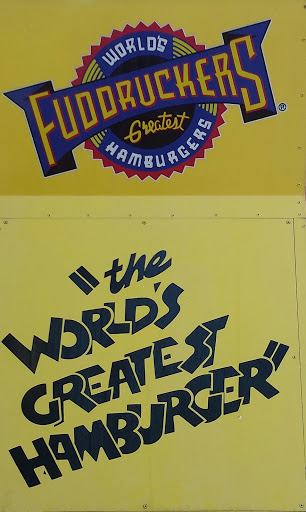 WORLD'S
FUDDRUCKERS®
Greatest
HAMBURGERS
"the
WORLD'S
GREATEST
HAMBURGER"